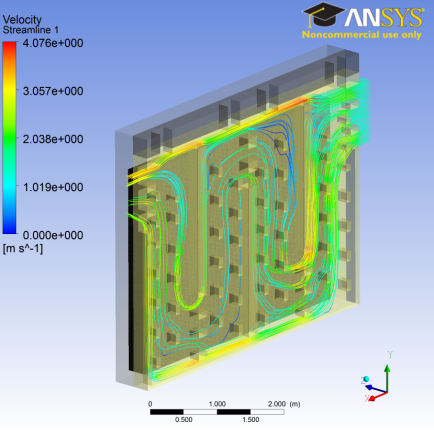 Velocity
Streamline 1
4.076e+000
3.057e+000
2.038e+000
1.019e+000
0.000e+000
[m s^-1]
ANSYS
Noncommercial use only
0 1.000 2.000 (m)
0.500 1.500
Y
Z
X